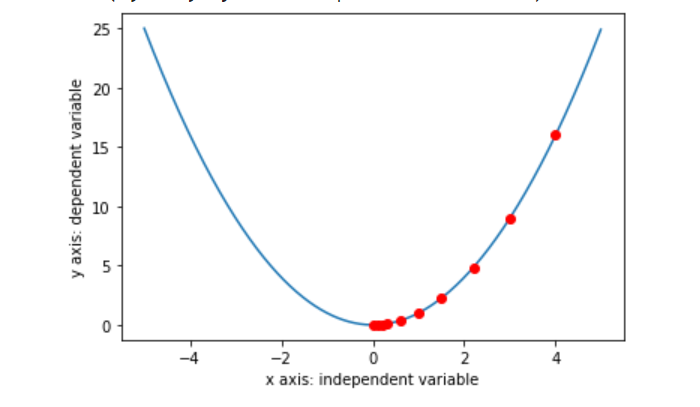 25
20
15
10
5
0
y axis: dependent variable
−4 −2 0 2 4
x axis: independent variable